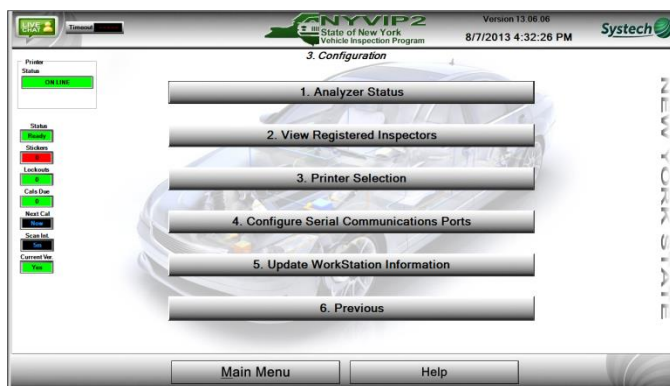 LIVE
CHAT
Timeout
NYVIP2
State of New York
Vehicle Inspection Program
Version 13.06.06
8/7/2013 4:32:26 PM
Systech
3. Configuration
Printer
Status
ON LINE
Status
Ready
Stickers
0
Lockouts
0
Cals Due
0
Next Cal
Now
Scan Int.
5m
Current Ver.
Yes
1. Analyzer Status
2. View Registered Inspectors
3. Printer Selection
4. Configure Serial Communications Ports
5. Update WorkStation Information
6. Previous
NEW YORK STATE
Main Menu
Help